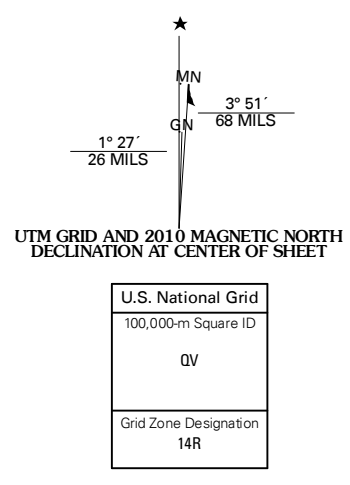 MN
3° 51´
68 MILS
GN
1° 27´
26 MILS
UTM GRID AND 2010 MAGNETIC NORTH
DECLINATION AT CENTER OF SHEET
U.S. National Grid
100,000-m Square ID
QV
Grid Zone Designation
14R